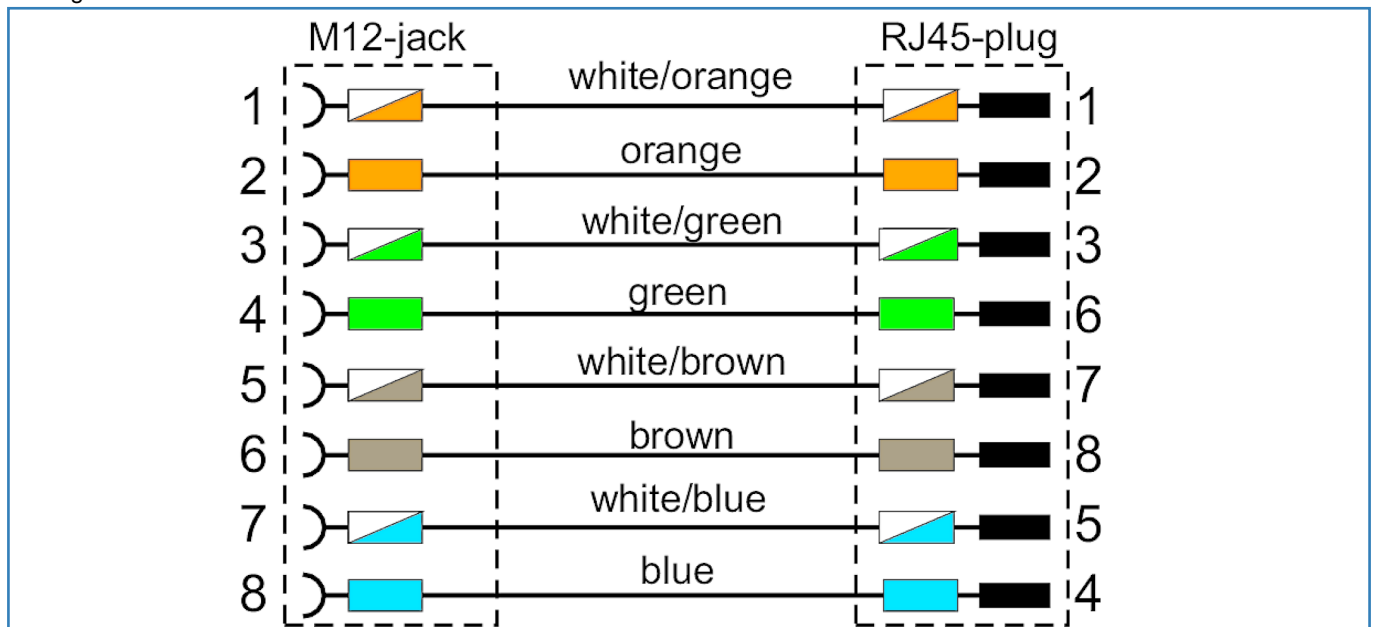 M12-jack RJ45-plug
1 white/orange 1
2 orange 2
3 white/green 3
4 green 6
5 white/brown 7
6 brown 8
7 white/blue 5
8 blue 4